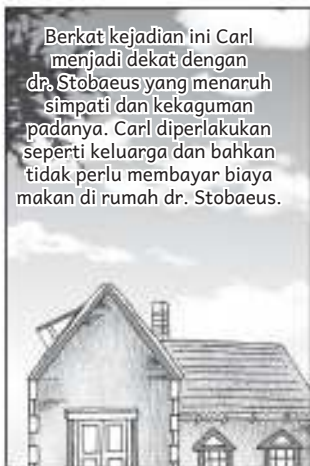 Berkat kejadian ini Carl
menjadi dekat dengan
dr. Stobaeus yang menaruh
simpati dan kekaguman
padanya. Carl diperlakukan
seperti keluarga dan bahkan
tidak perlu membayar biaya
makan di rumah dr. Stobaeus.